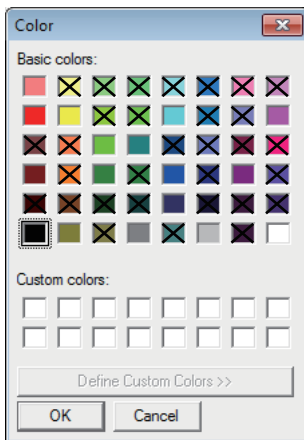 Color
Basic colors:
Custom colors:
Define Custom Colors >>
OK Cancel